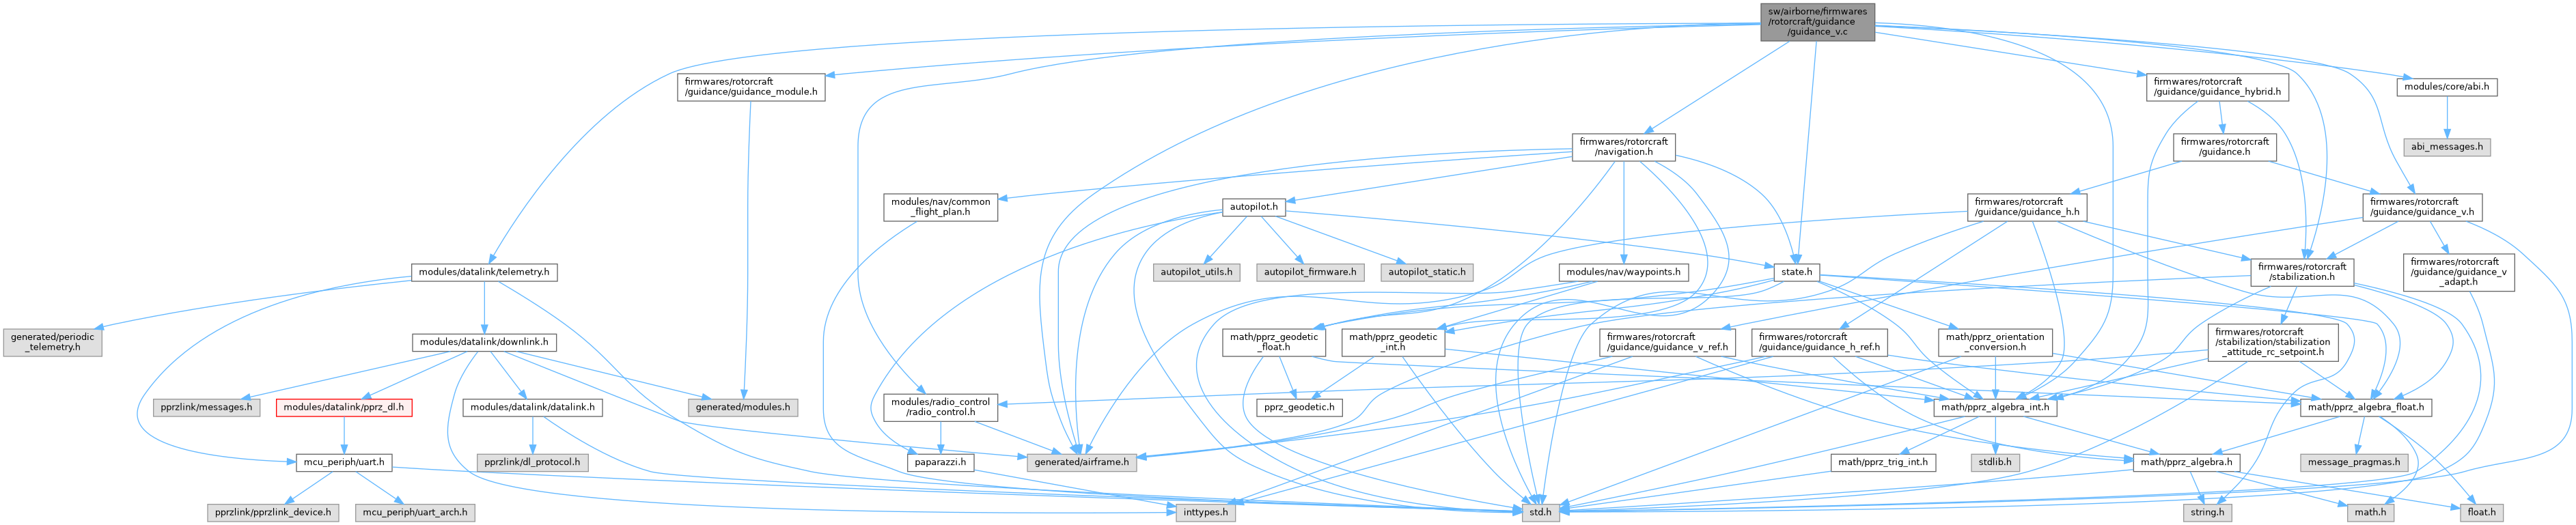 sw/airborne/firmwares
/rotorcraft/guidance
/guidance_v.c
firmwares/rotorcraft
/guidance/guidance_module.h
firmwares/rotorcraft
/guidance/guidance_hybrid.h
modules/core/abi.h
firmwares/rotorcraft
/navigation.h
firmwares/rotorcraft
/guidance.h
abi_messages.h
modules/nav/common
_flight_plan.h
autopilot.h
firmwares/rotorcraft
/guidance/guidance_h.h
firmwares/rotorcraft
/guidance/guidance_v.h
modules/datalink/telemetry.h
autopilot_utils.h
autopilot_firmware.h
autopilot_static.h
modules/nav/waypoints.h
state.h
firmwares/rotorcraft
/stabilization.h
firmwares/rotorcraft
/guidance/guidance_v
_adapt.h
generated/periodic
_telemetry.h
modules/datalink/downlink.h
math/pprz_geodetic
_float.h
math/pprz_geodetic
_int.h
firmwares/rotorcraft
/guidance/guidance_v_ref.h
firmwares/rotorcraft
/guidance/guidance_h_ref.h
math/pprz_orientation
_conversion.h
firmwares/rotorcraft
/stabilization/stabilization
_attitude_rc_setpoint.h
pprzlink/messages.h
modules/datalink/pprz_dl.h
modules/datalink/datalink.h
generated/modules.h
modules/radio_control
/radio_control.h
pprz_geodetic.h
math/pprz_algebra_int.h
math/pprz_algebra_float.h
mcu_periph/uart.h
pprzlink/dl_protocol.h
paparazzi.h
generated/airframe.h
math/pprz_trig_int.h
stdlib.h
math/pprz_algebra.h
message_pragmas.h
pprzlink/pprzlink_device.h
mcu_periph/uart_arch.h
inttypes.h
std.h
string.h
math.h
float.h